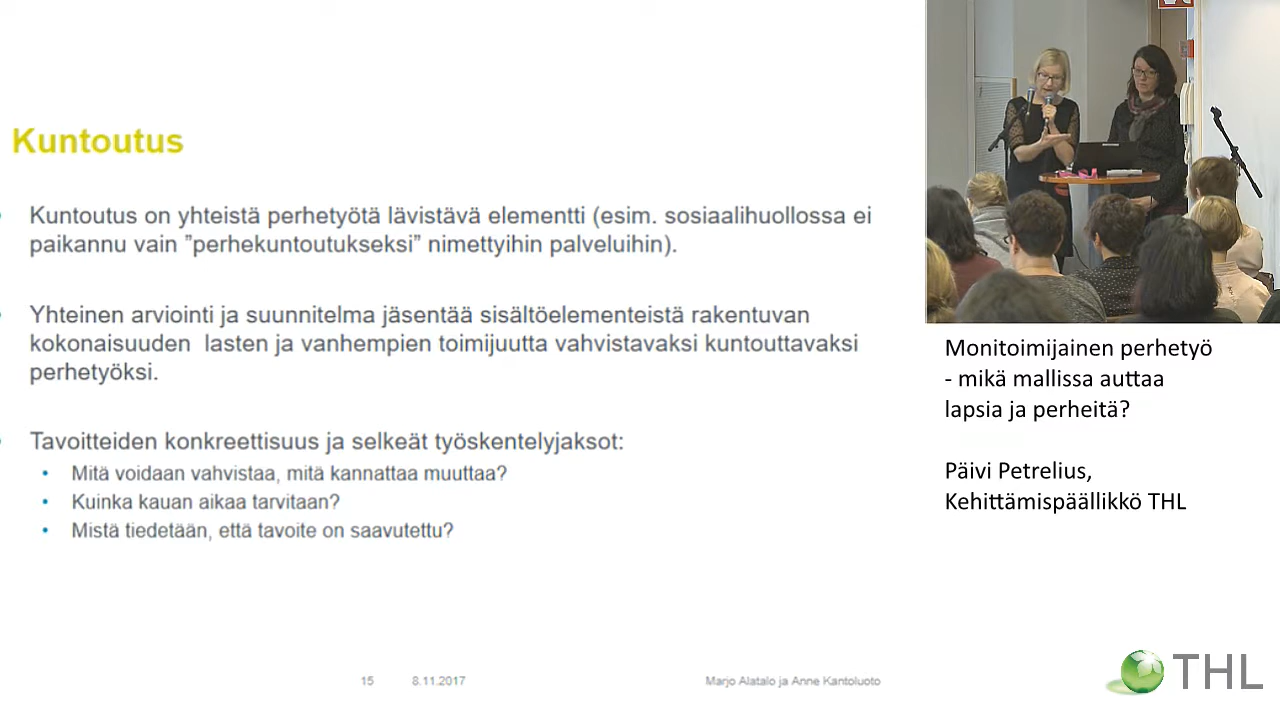 Kuntoutus
Kuntoutus on yhteistä perhetyötä lävistävä elementti (esim. sosiaalihuollossa ei
paikannu vain ”perhekuntoutukseksi” nimettyihin palveluihin).
Yhteinen arviointi ja suunnitelma jäsentää sisältöelementeistä rakentuvan
kokonaisuuden lasten ja vanhempien toimijuutta vahvistavaksi kuntouttavaksi
perhetyöksi.
Tavoitteiden konkreettisuus ja selkeät työskentelyjaksot:
• Mitä voidaan vahvistaa, mitä kannattaa muuttaa?
• Kuinka kauan aikaa tarvitaan?
• Mistä tiedetään, että tavoite on saavutettu?
15 8.11.2017 Marjo Alatalo ja Anne Kantoluoto
Monitoimijainen perhetyö
- mikä mallissa auttaa
lapsia ja perheitä?
Päivi Petrelius,
Kehittämispäällikkö THL
THL